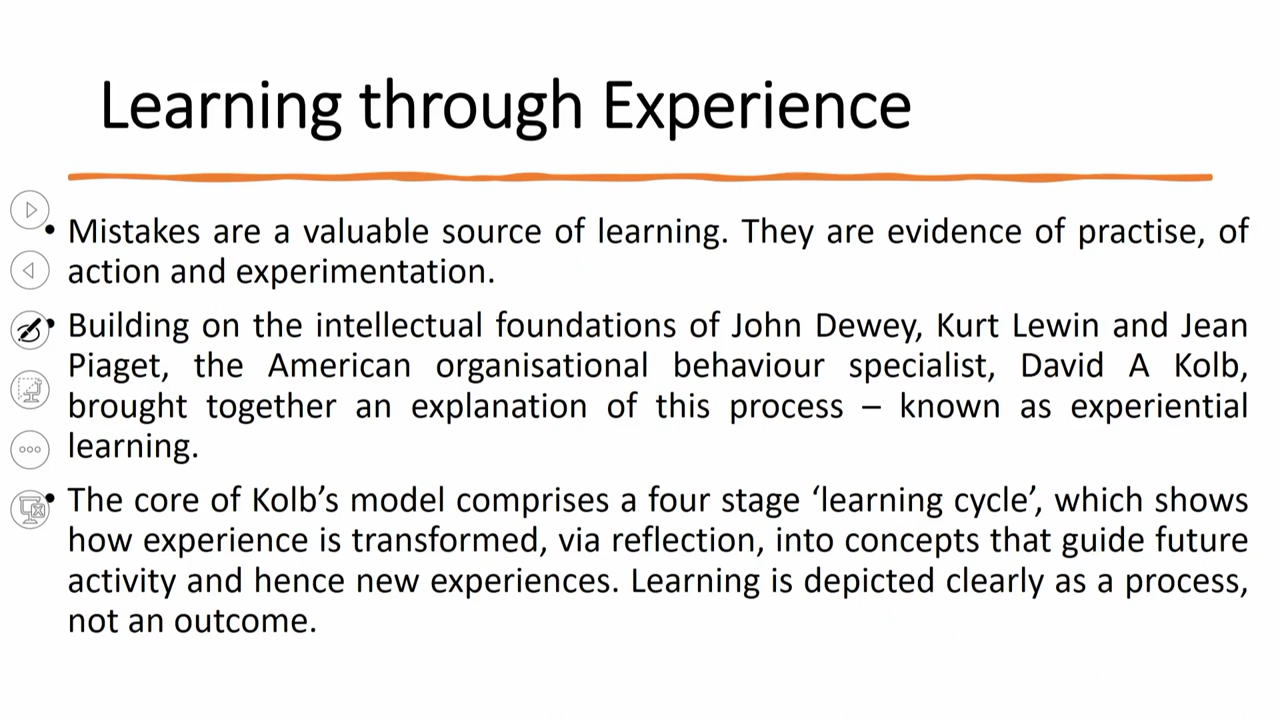 Learning through Experience
• Mistakes are a valuable source of learning. They are evidence of practise, of
action and experimentation.
• Building on the intellectual foundations of John Dewey, Kurt Lewin and Jean
Piaget, the American organisational behaviour specialist, David A Kolb,
brought together an explanation of this process – known as experiential
learning.
• The core of Kolb’s model comprises a four stage ‘learning cycle’, which shows
how experience is transformed, via reflection, into concepts that guide future
activity and hence new experiences. Learning is depicted clearly as a process,
not an outcome.